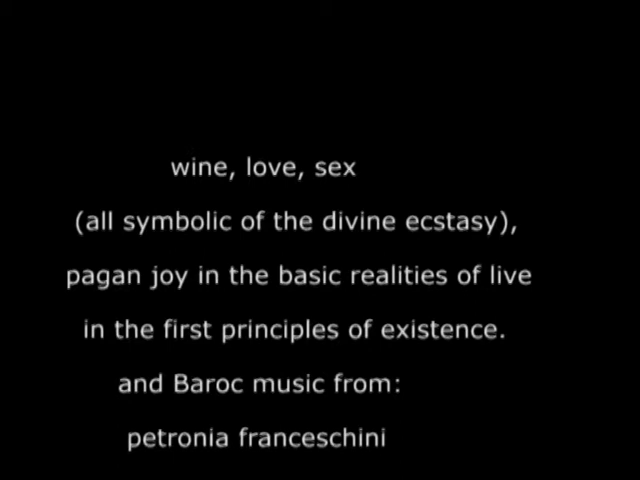 wine, love, sex
(all symbolic of the divine ecstasy),
pagan joy in the basic realities of live
in the first principles of existence.
and Baroc music from:
petronia franceschini